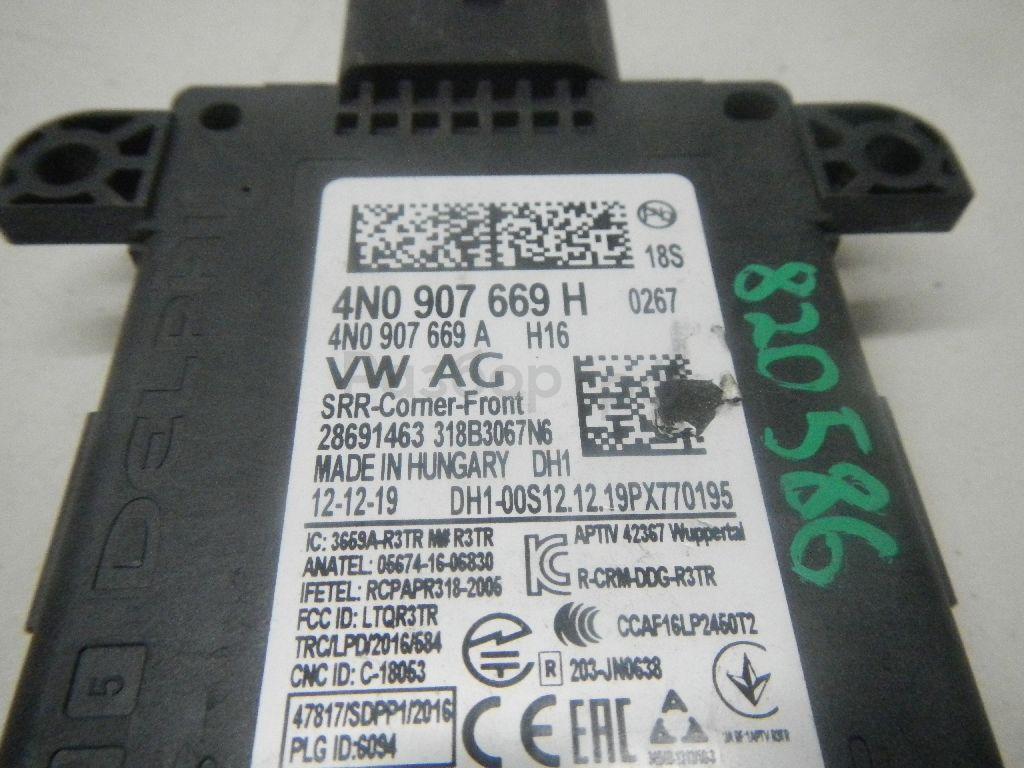 DELPHI
18S
4N0 907 669 H 0267
4N0 907 669 A H16
VW AG
SRR-Corner-Front
28691463 318B3067N6
MADE IN HUNGARY DH1
12-12-19 DH1-00S12.12.19PX770195
IC: 3659A-R3TR M# R3TR
APTIV 42367 Wuppertal
ANATEL: 05674-16-06830
R-CRM-DDG-R3TR
IFETEL: RCPAPR318-2006
FCC ID: LTQR3TR
CCAF16LP2450T2
TRC/LPD/2016/584
CNC ID: C-18053
R 203-JN0638
47817/SDPP1/2016
PLG ID:6094
CE EAC
820586
5